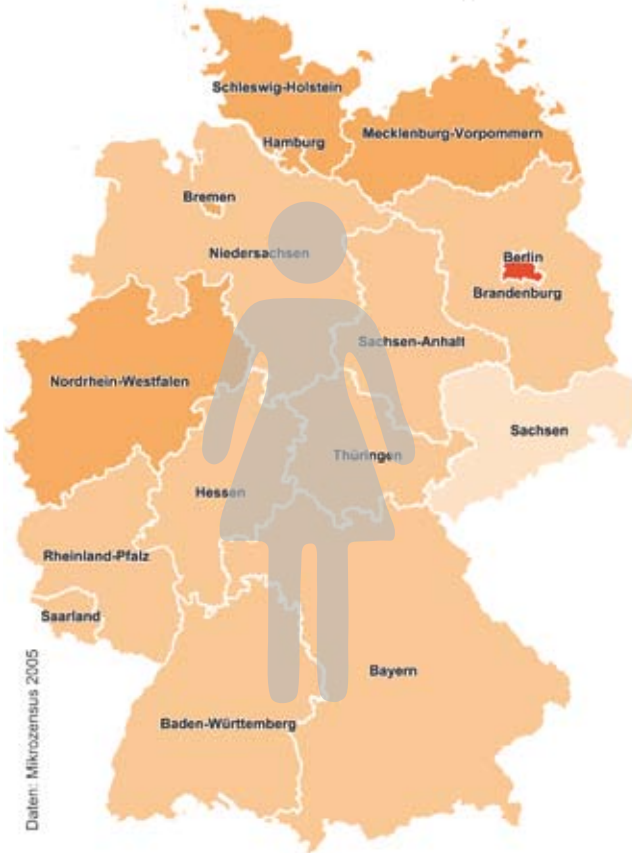 Schleswig-Holstein
Hamburg
Mecklenburg-Vorpommern
Bremen
Niedersachsen
Berlin
Brandenburg
Sachsen-Anhalt
Nordrhein-Westfalen
Sachsen
Thüringen
Hessen
Rheinland-Pfalz
Saarland
Bayern
Baden-Württemberg
Daten: Mikrozensus 2005